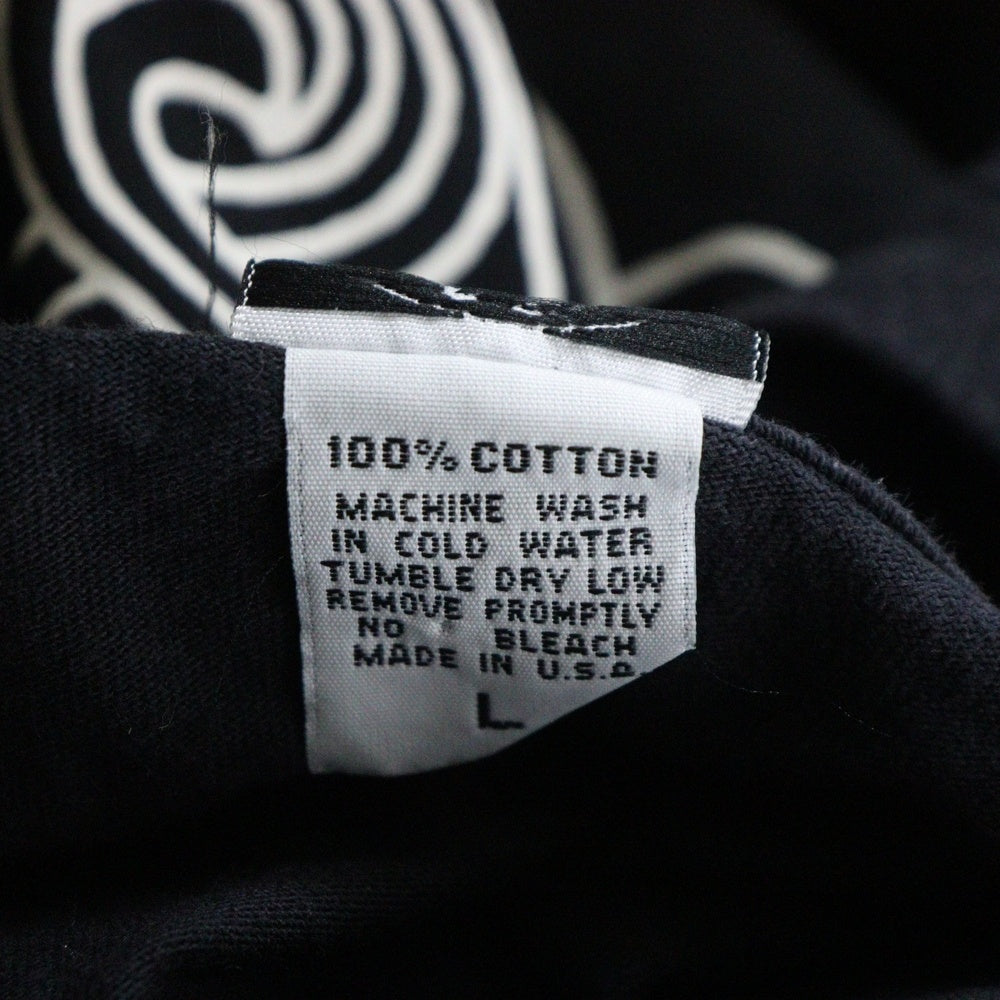 100% COTTON
MACHINE WASH
IN COLD WATER
TUMBLE DRY LOW
REMOVE PROMPTLY
NO BLEACH
MADE IN U.S.A.
L